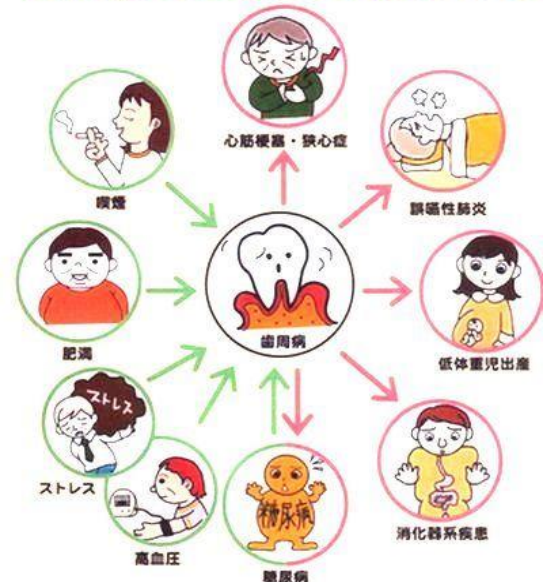 心筋梗塞・狭心症
喫煙
誤嚥性肺炎
肥満
歯周病
低体重児出産
ストレス
ストレス
高血圧
糖尿病
糖尿病
消化器系疾患